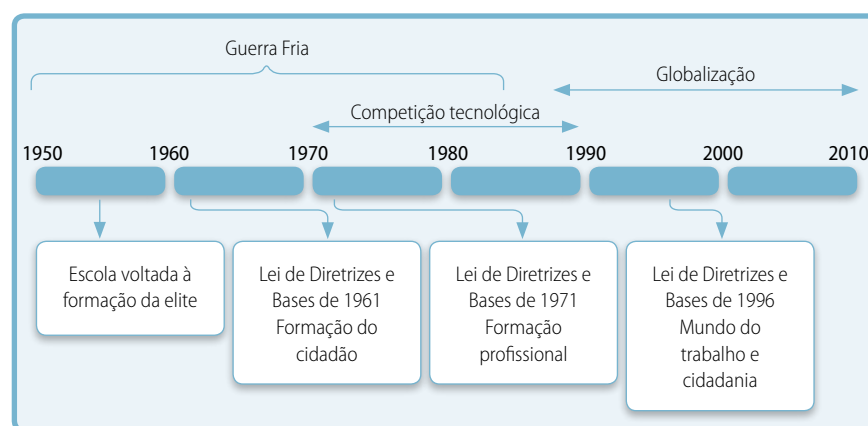 Guerra Fria
Globalização
Competição tecnológica
1950 1960 1970 1980 1990 2000 2010
Escola voltada à
formação da elite
Lei de Diretrizes e
Bases de 1961
Formação do
cidadão
Lei de Diretrizes e
Bases de 1971
Formação
profissional
Lei de Diretrizes e
Bases de 1996
Mundo do
trabalho e
cidadania